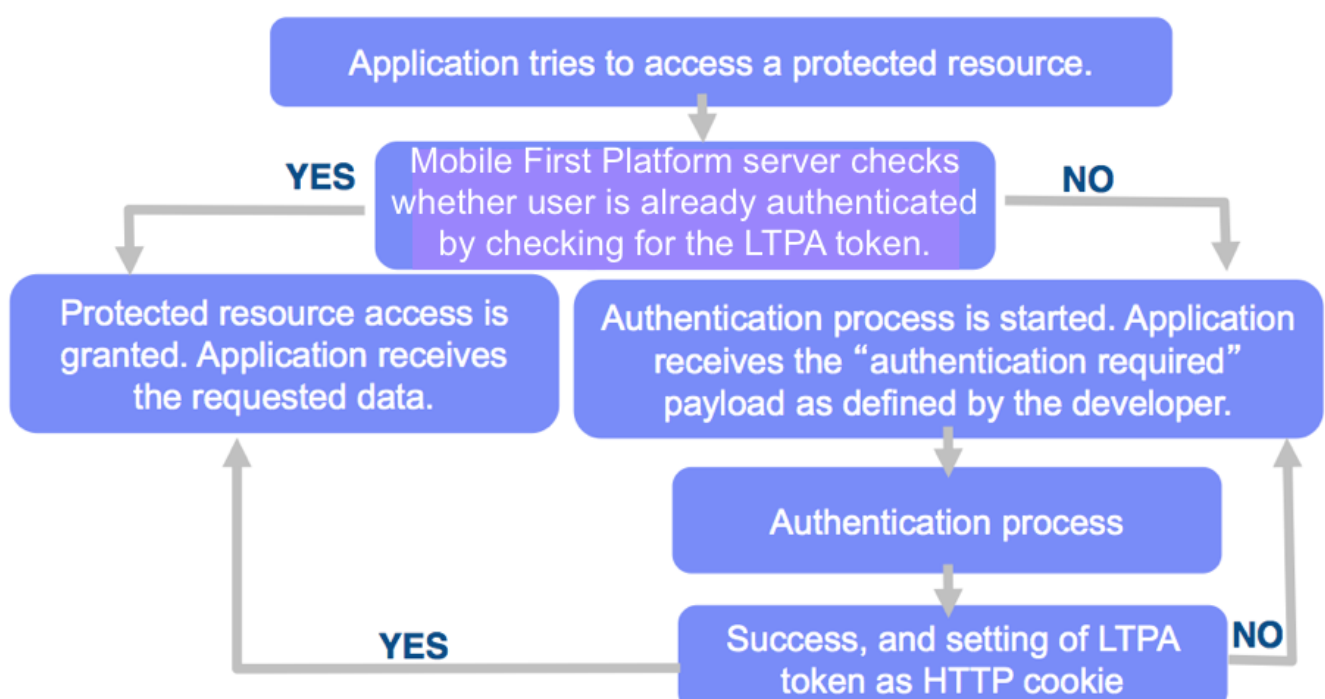 Application tries to access a protected resource.
YES
Mobile First Platform server checks
whether user is already authenticated
by checking for the LTPA token.
NO
Protected resource access is
granted. Application receives
the requested data.
Authentication process is started. Application
receives the “authentication required”
payload as defined by the developer.
Authentication process
YES
Success, and setting of LTPA
token as HTTP cookie
NO